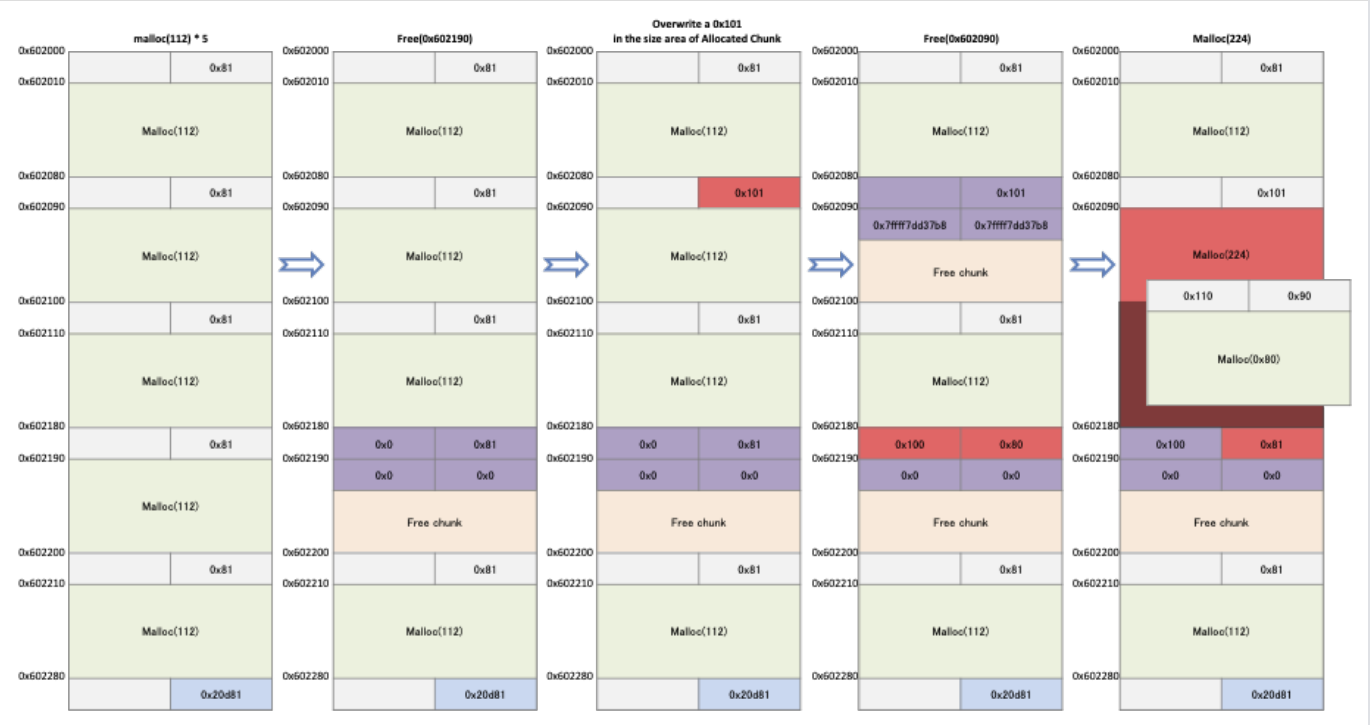 malloc(112) * 5
0x602000
0x81
0x602010
Malloc(112)
0x602080
0x81
0x602090
Malloc(112)
0x602100
0x81
0x602110
Malloc(112)
0x602180
0x81
0x602190
Malloc(112)
0x602200
0x81
0x602210
Malloc(112)
0x602280
0x20d81
Free(0x602190)
0x602000
0x81
0x602010
Malloc(112)
0x602080
0x81
0x602090
Malloc(112)
0x602100
0x81
0x602110
Malloc(112)
0x602180
0x0 0x81
0x602190
0x0 0x0
Free chunk
0x602200
0x81
0x602210
Malloc(112)
0x602280
0x20d81
Overwrite a 0x101
in the size area of Allocated Chunk
0x602000
0x81
0x602010
Malloc(112)
0x602080
0x101
0x602090
Malloc(112)
0x602100
0x81
0x602110
Malloc(112)
0x602180
0x0 0x81
0x602190
0x0 0x0
Free chunk
0x602200
0x81
0x602210
Malloc(112)
0x602280
0x20d81
Free(0x602090)
0x602000
0x81
0x602010
Malloc(112)
0x602080
0x101
0x602090
0x7ffff7dd37b8 0x7ffff7dd37b8
Free chunk
0x602100
0x81
0x602110
Malloc(112)
0x602180
0x100 0x80
0x602190
0x0 0x0
Free chunk
0x602200
0x81
0x602210
Malloc(112)
0x602280
0x20d81
Malloc(224)
0x602000
0x81
0x602010
Malloc(112)
0x602080
0x101
0x602090
Malloc(224)
0x110 0x90
0x602100
0x602110
Malloc(0x80)
0x602180
0x100 0x81
0x602190
0x0 0x0
Free chunk
0x602200
0x81
0x602210
Malloc(112)
0x602280
0x20d81